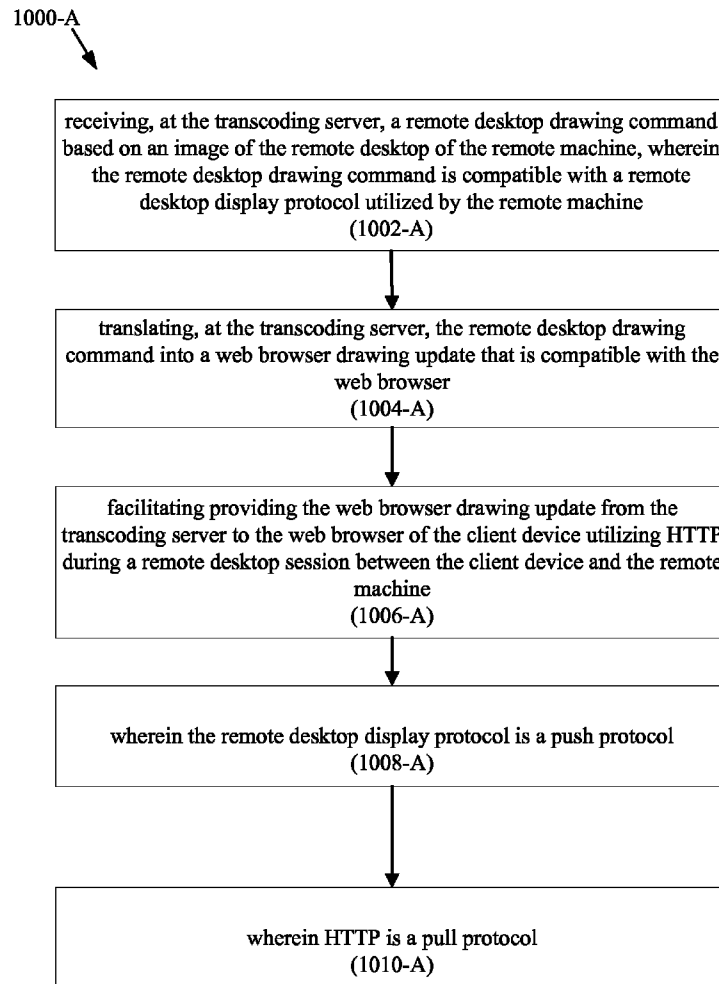 1000-A
receiving, at the transcoding server, a remote desktop drawing command
based on an image of the remote desktop of the remote machine, wherein
the remote desktop drawing command is compatible with a remote
desktop display protocol utilized by the remote machine
(1002-A)
translating, at the transcoding server, the remote desktop drawing
command into a web browser drawing update that is compatible with the
web browser
(1004-A)
facilitating providing the web browser drawing update from the
transcoding server to the web browser of the client device utilizing HTTP
during a remote desktop session between the client device and the remote
machine
(1006-A)
wherein the remote desktop display protocol is a push protocol
(1008-A)
wherein HTTP is a pull protocol
(1010-A)